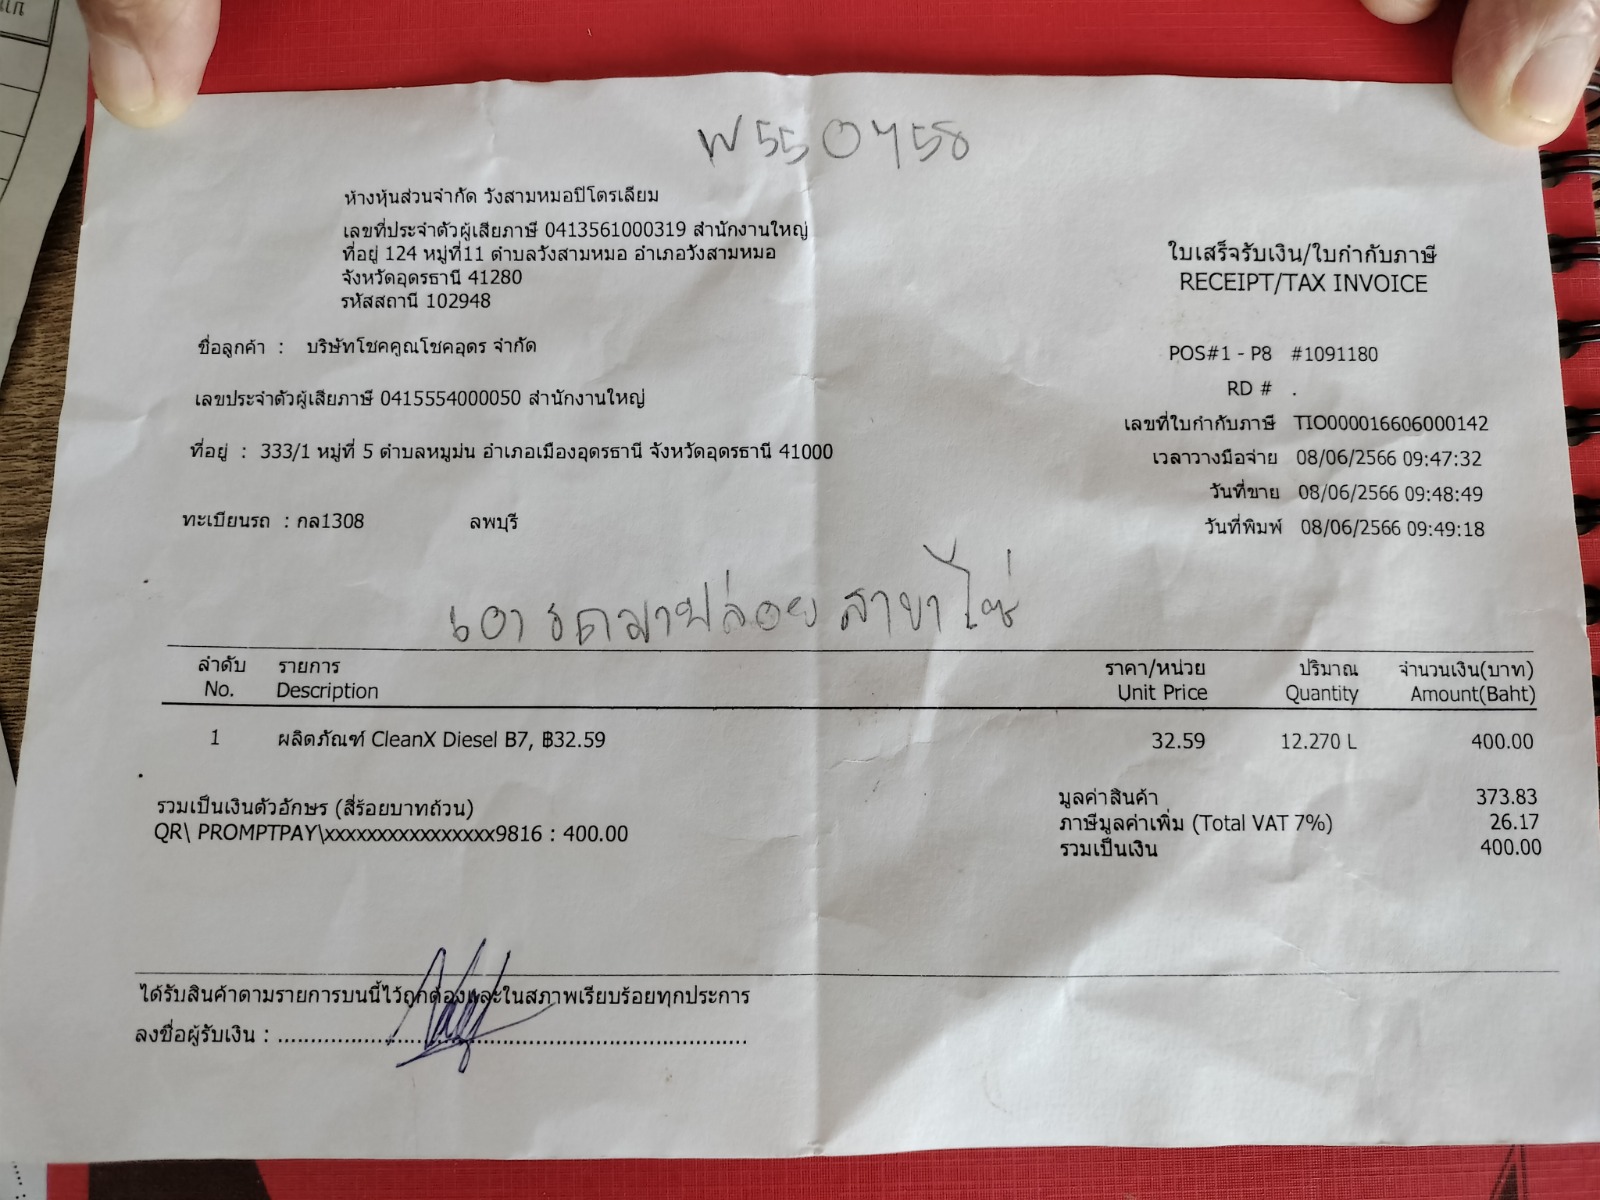 W550758
ห้างหุ้นส่วนจำกัด วังสามหมอปิโตรเลียม
เลขที่ประจำตัวผู้เสียภาษี 0413561000319 สำนักงานใหญ่
ที่อยู่ 124 หมู่ที่11 ตำบลวังสามหมอ อำเภอวังสามหมอ
จังหวัดอุดรธานี 41280
รหัสสถานี 102948
ใบเสร็จรับเงิน/ใบกำกับภาษี
RECEIPT/TAX INVOICE
ชื่อลูกค้า : บริษัทโชคคูณโชคอุดร จำกัด
เลขประจำตัวผู้เสียภาษี 0415554000050 สำนักงานใหญ่
ที่อยู่ : 333/1 หมู่ที่ 5 ตำบลหมูม่น อำเภอเมืองอุดรธานี จังหวัดอุดรธานี 41000
ทะเบียนรถ : กล1308 ลพบุรี
POS#1 - P8 #1091180
RD # .
เลขที่ใบกำกับภาษี TIO000016606000142
เวลาวางมือจ่าย 08/06/2566 09:47:32
วันที่ขาย 08/06/2566 09:48:49
วันที่พิมพ์ 08/06/2566 09:49:18
เอารถมาปล่อยสาขาโซ่
ลำดับ รายการ ราคา/หน่วย ปริมาณ จำนวนเงิน(บาท)
No. Description Unit Price Quantity Amount(Baht)
1 ผลิตภัณฑ์ CleanX Diesel B7, ฿32.59 32.59 12.270 L 400.00
รวมเป็นเงินตัวอักษร (สี่ร้อยบาทถ้วน)
QR\ PROMPTPAY\xxxxxxxxxxxxxxxx9816 : 400.00
มูลค่าสินค้า 373.83
ภาษีมูลค่าเพิ่ม (Total VAT 7%) 26.17
รวมเป็นเงิน 400.00
ได้รับสินค้าตามรายการบนนี้ไว้ถูกต้องและในสภาพเรียบร้อยทุกประการ
ลงชื่อผู้รับเงิน :